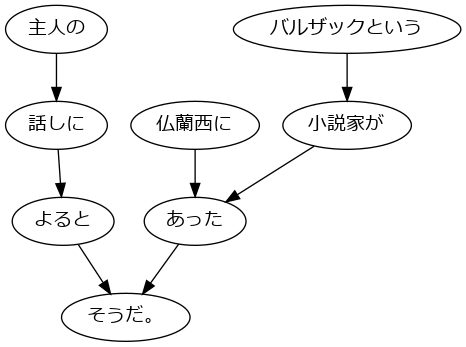 主人の
バルザックという
話しに
仏蘭西に
小説家が
よると
あった
そうだ。